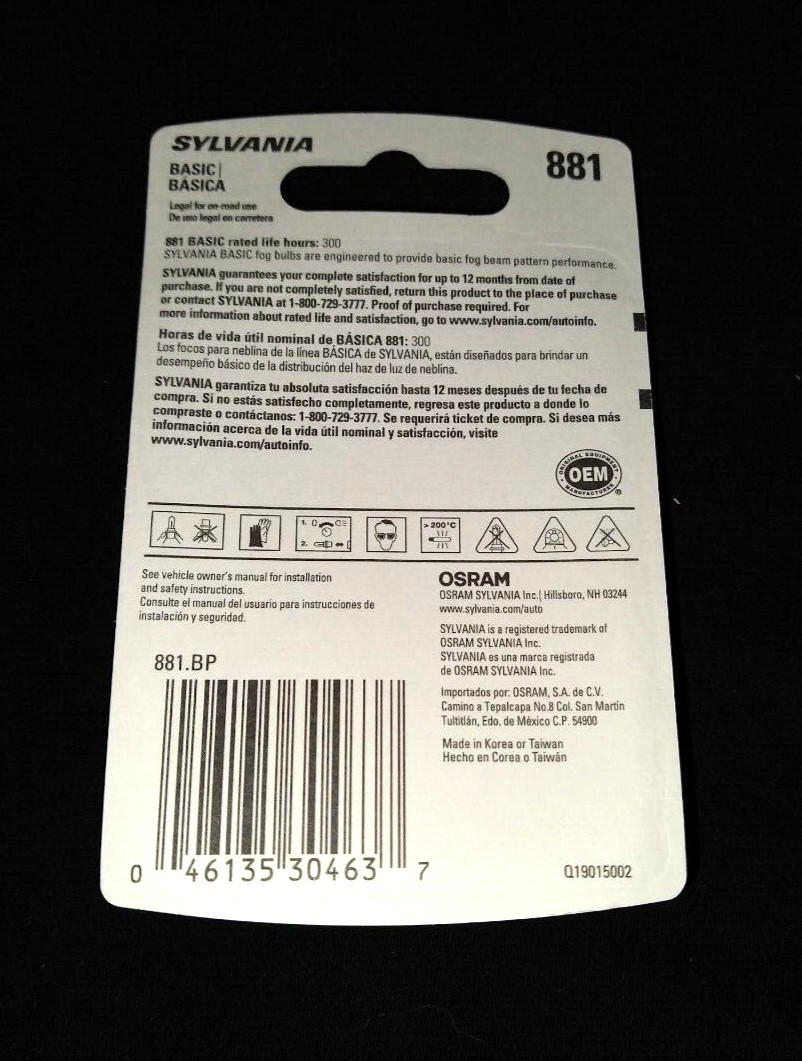 SYLVANIA
881
BASIC |
BÁSICA
Legal for on-road use
De uso legal en carretera
881 BASIC rated life hours: 300
SYLVANIA BASIC fog bulbs are engineered to provide basic fog beam pattern performance.
SYLVANIA guarantees your complete satisfaction for up to 12 months from date of
purchase. If you are not completely satisfied, return this product to the place of purchase
or contact SYLVANIA at 1-800-729-3777. Proof of purchase required. For
more information about rated life and satisfaction, go to www.sylvania.com/autoinfo.
Horas de vida útil nominal de BÁSICA 881: 300
Los focos para neblina de la línea BÁSICA de SYLVANIA, están diseñados para brindar un
desempeño básico de la distribución del haz de luz de neblina.
SYLVANIA garantiza tu absoluta satisfacción hasta 12 meses después de tu fecha de
compra. Si no estás satisfecho completamente, regresa este producto a donde lo
compraste o contáctanos: 1-800-729-3777. Se requerirá ticket de compra. Si desea más
información acerca de la vida útil nominal y satisfacción, visite
www.sylvania.com/autoinfo.
ORIGINAL EQUIPMENT
OEM
MANUFACTURER
®
1.
2.
> 200°C
See vehicle owner's manual for installation
and safety instructions.
Consulte el manual del usuario para instrucciones de
instalación y seguridad.
881.BP
0 46135 30463 7
OSRAM
OSRAM SYLVANIA Inc. | Hillsboro, NH 03244
www.sylvania.com/auto
SYLVANIA is a registered trademark of
OSRAM SYLVANIA Inc.
SYLVANIA es una marca registrada
de OSRAM SYLVANIA Inc.
Importados por: OSRAM, S.A. de C.V.
Camino a Tepalcapa No.8 Col. San Martín
Tultitlán, Edo. de México C.P. 54900
Made in Korea or Taiwan
Hecho en Corea o Taiwán
Q19015002